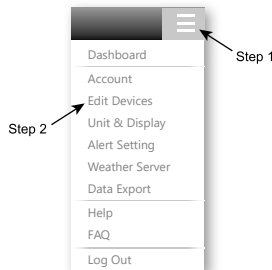 Step 1
Dashboard
Account
Edit Devices
Step 2
Unit & Display
Alert Setting
Weather Server
Data Export
Help
FAQ
Log Out